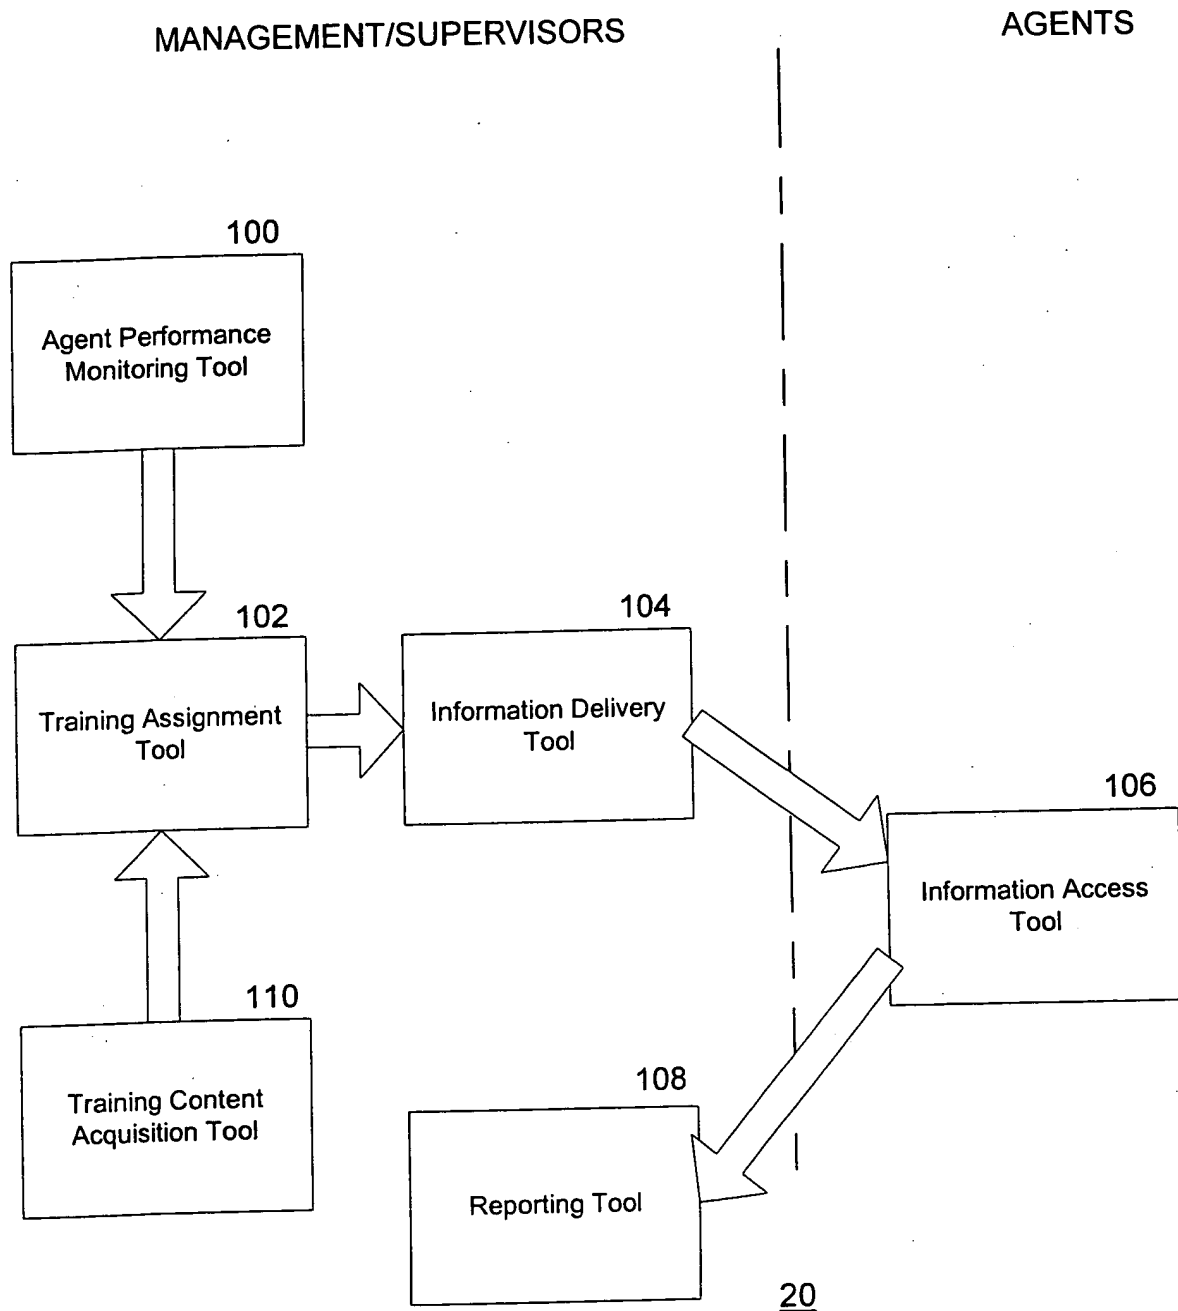 MANAGEMENT/SUPERVISORS
AGENTS
100
Agent Performance
Monitoring Tool
102
Training Assignment
Tool
104
Information Delivery
Tool
106
Information Access
Tool
110
Training Content
Acquisition Tool
108
Reporting Tool
20